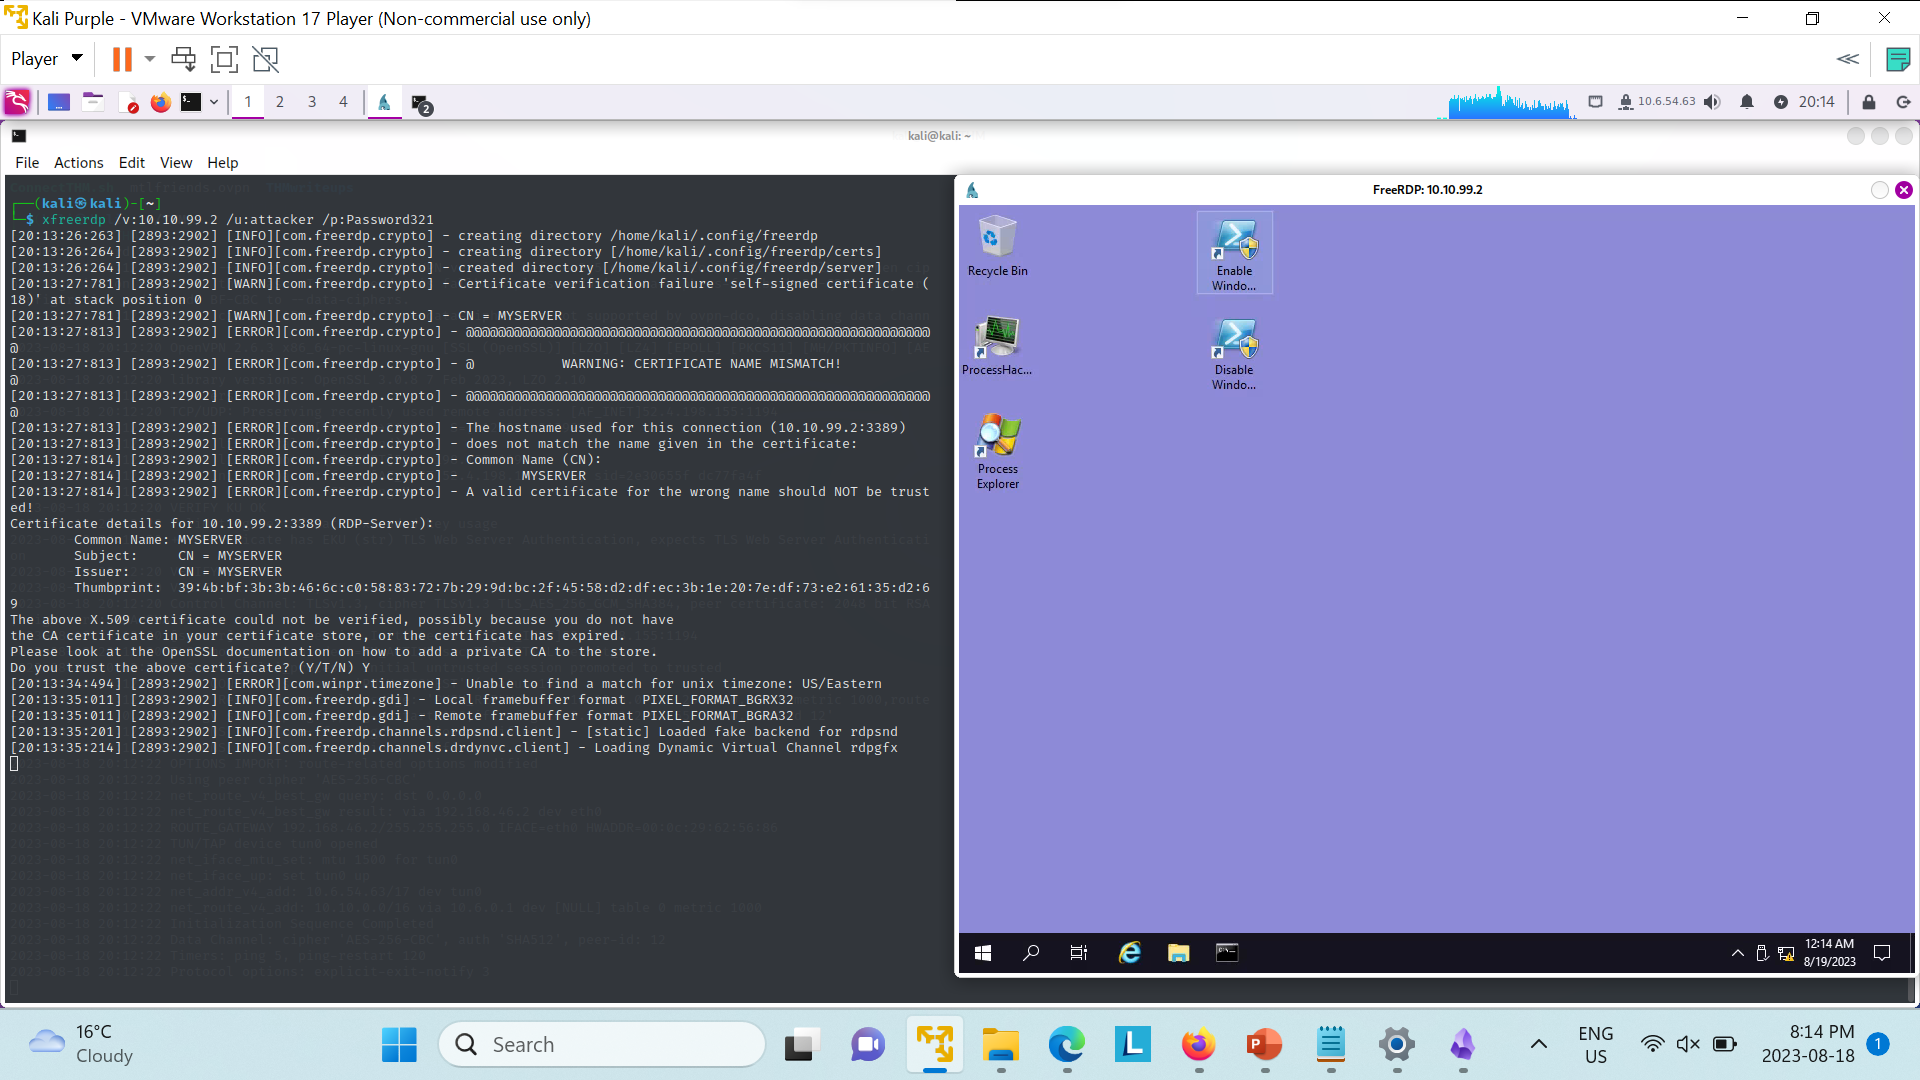 Kali Purple - VMware Workstation 17 Player (Non-commercial use only)
Player
1 2 3 4
2
10.6.54.63
20:14
kali@kali: ~
File Actions Edit View Help
┌──(kali㉿kali)-[~]
└─$ xfreerdp /v:10.10.99.2 /u:attacker /p:Password321
[20:13:26:263] [2893:2902] [INFO][com.freerdp.crypto] - creating directory /home/kali/.config/freerdp
[20:13:26:264] [2893:2902] [INFO][com.freerdp.crypto] - creating directory [/home/kali/.config/freerdp/certs]
[20:13:26:264] [2893:2902] [INFO][com.freerdp.crypto] - created directory [/home/kali/.config/freerdp/server]
[20:13:27:781] [2893:2902] [WARN][com.freerdp.crypto] - Certificate verification failure 'self-signed certificate (
18)' at stack position 0
[20:13:27:781] [2893:2902] [WARN][com.freerdp.crypto] - CN = MYSERVER
[20:13:27:813] [2893:2902] [ERROR][com.freerdp.crypto] - @@@@@@@@@@@@@@@@@@@@@@@@@@@@@@@@@@@@@@@@@@@@@@@@@@@@@@@@@@
@
[20:13:27:813] [2893:2902] [ERROR][com.freerdp.crypto] - @           WARNING: CERTIFICATE NAME MISMATCH!
@
[20:13:27:813] [2893:2902] [ERROR][com.freerdp.crypto] - @@@@@@@@@@@@@@@@@@@@@@@@@@@@@@@@@@@@@@@@@@@@@@@@@@@@@@@@@@
@
[20:13:27:813] [2893:2902] [ERROR][com.freerdp.crypto] - The hostname used for this connection (10.10.99.2:3389)
[20:13:27:813] [2893:2902] [ERROR][com.freerdp.crypto] - does not match the name given in the certificate:
[20:13:27:814] [2893:2902] [ERROR][com.freerdp.crypto] - Common Name (CN):
[20:13:27:814] [2893:2902] [ERROR][com.freerdp.crypto] -        MYSERVER
[20:13:27:814] [2893:2902] [ERROR][com.freerdp.crypto] - A valid certificate for the wrong name should NOT be trust
ed!
Certificate details for 10.10.99.2:3389 (RDP-Server):
        Common Name: MYSERVER
        Subject:     CN = MYSERVER
        Issuer:      CN = MYSERVER
        Thumbprint:  39:4b:bf:3b:3b:46:6c:c0:58:83:72:7b:29:9d:bc:2f:45:58:d2:df:ec:3b:1e:20:7e:df:73:e2:61:35:d2:6
9
The above X.509 certificate could not be verified, possibly because you do not have
the CA certificate in your certificate store, or the certificate has expired.
Please look at the OpenSSL documentation on how to add a private CA to the store.
Do you trust the above certificate? (Y/T/N) Y
[20:13:34:494] [2893:2902] [ERROR][com.winpr.timezone] - Unable to find a match for unix timezone: US/Eastern
[20:13:35:011] [2893:2902] [INFO][com.freerdp.gdi] - Local framebuffer format  PIXEL_FORMAT_BGRX32
[20:13:35:011] [2893:2902] [INFO][com.freerdp.gdi] - Remote framebuffer format PIXEL_FORMAT_BGRA32
[20:13:35:201] [2893:2902] [INFO][com.freerdp.channels.rdpsnd.client] - [static] Loaded fake backend for rdpsnd
[20:13:35:214] [2893:2902] [INFO][com.freerdp.channels.drdynvc.client] - Loading Dynamic Virtual Channel rdpgfx
FreeRDP: 10.10.99.2
Recycle Bin
Enable
Windo...
ProcessHac...
Disable
Windo...
Process
Explorer
12:14 AM
8/19/2023
16°C
Cloudy
Search
ENG
US
8:14 PM
2023-08-18
1